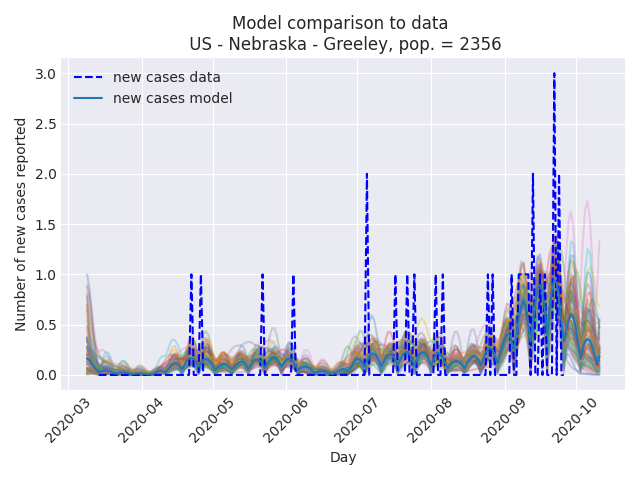 Model comparison to data
US - Nebraska - Greeley, pop. = 2356
new cases data
new cases model
Number of new cases reported
3.0
2.5
2.0
1.5
1.0
0.5
0.0
2020-03
2020-04
2020-05
2020-06
2020-07
2020-08
2020-09
2020-10
Day